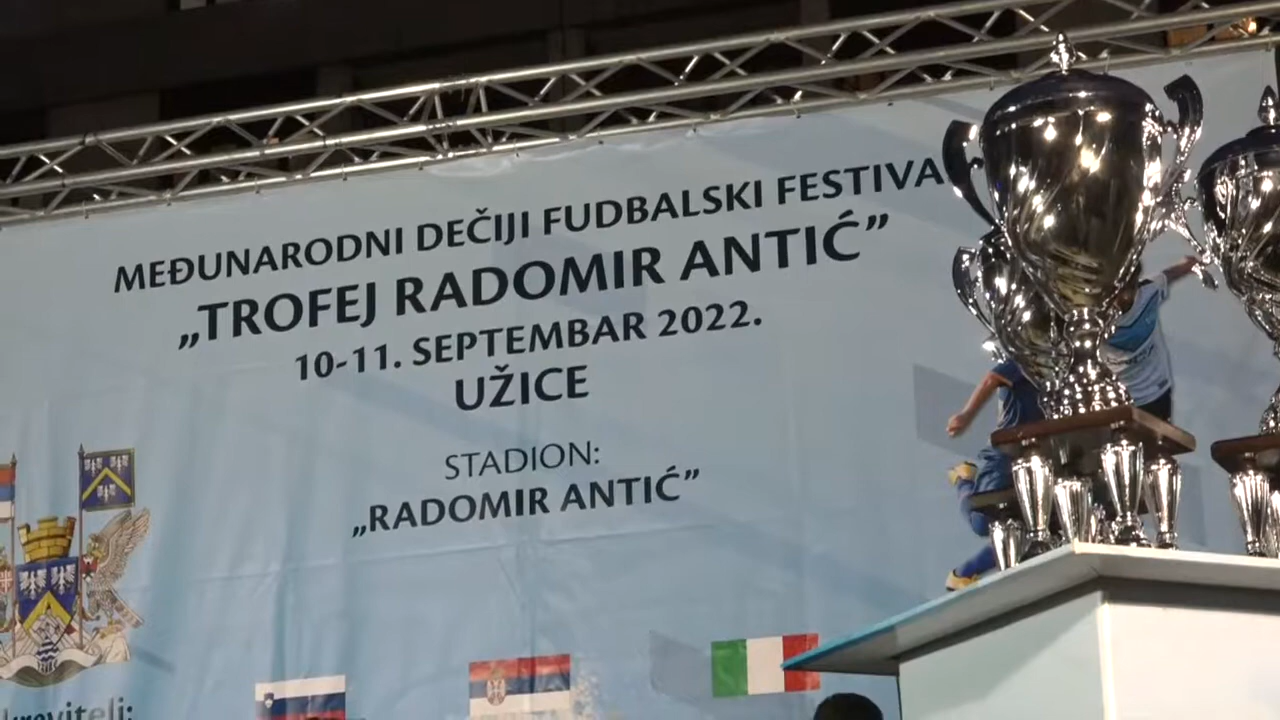 MEĐUNARODNI DEČIJI FUDBALSKI FESTIVA
„TROFEJ RADOMIR ANTIĆ”
10-11. SEPTEMBAR 2022.
UŽICE
STADION:
„RADOMIR ANTIĆ”